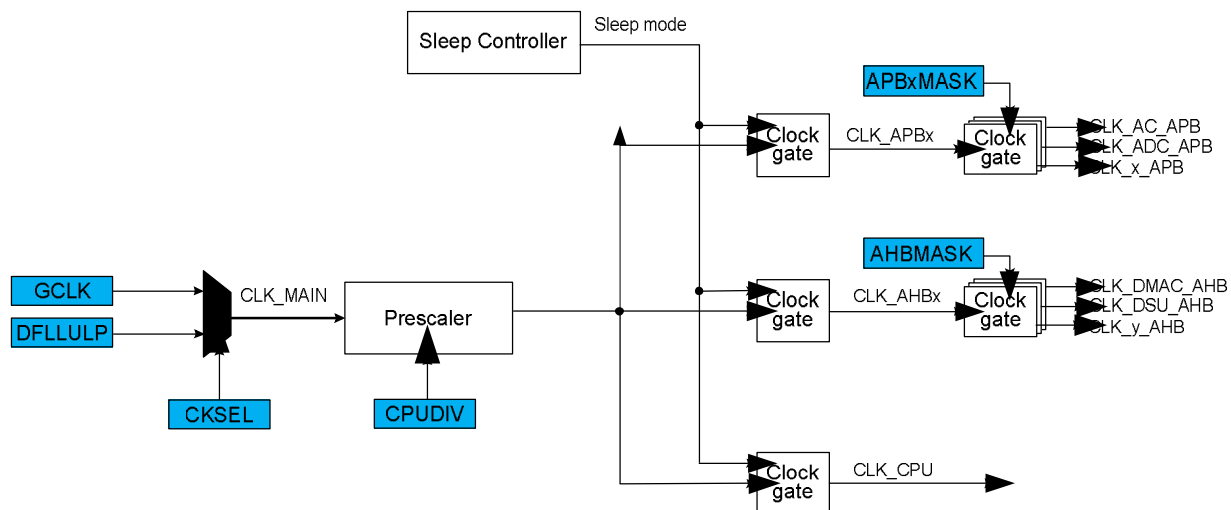 Sleep Controller
Sleep mode
APBxMASK
Clock
gate
CLK_APBx
Clock
gate
CLK_AC_APB
CLK_ADC_APB
CLK_x_APB
AHBMASK
GCLK
DFLLULP
CLK_MAIN
Prescaler
Clock
gate
CLK_AHBx
Clock
gate
CLK_DMAC_AHB
CLK_DSU_AHB
CLK_y_AHB
CKSEL
CPUDIV
Clock
gate
CLK_CPU